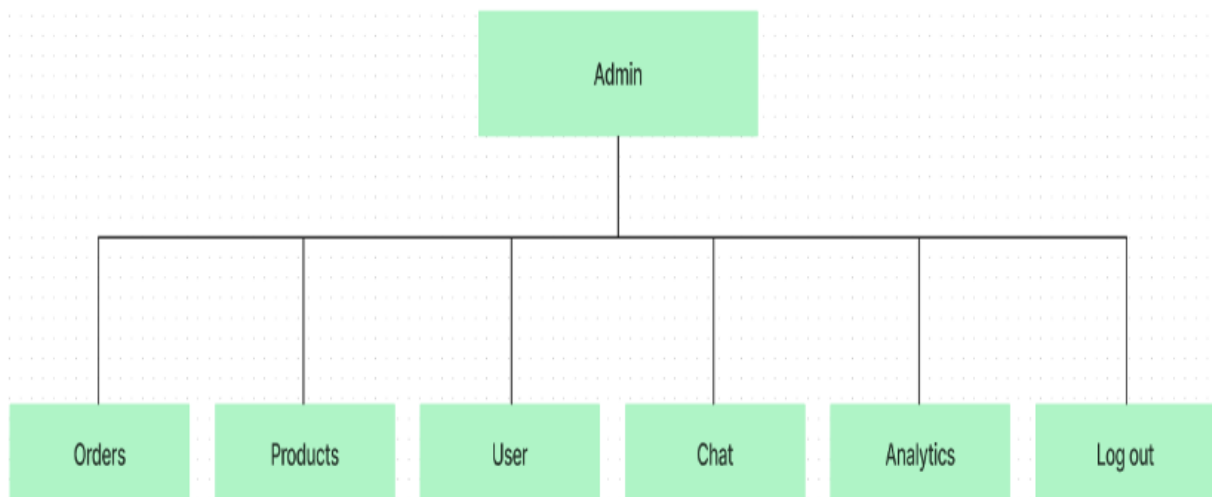 Admin
Orders
Products
User
Chat
Analytics
Log out